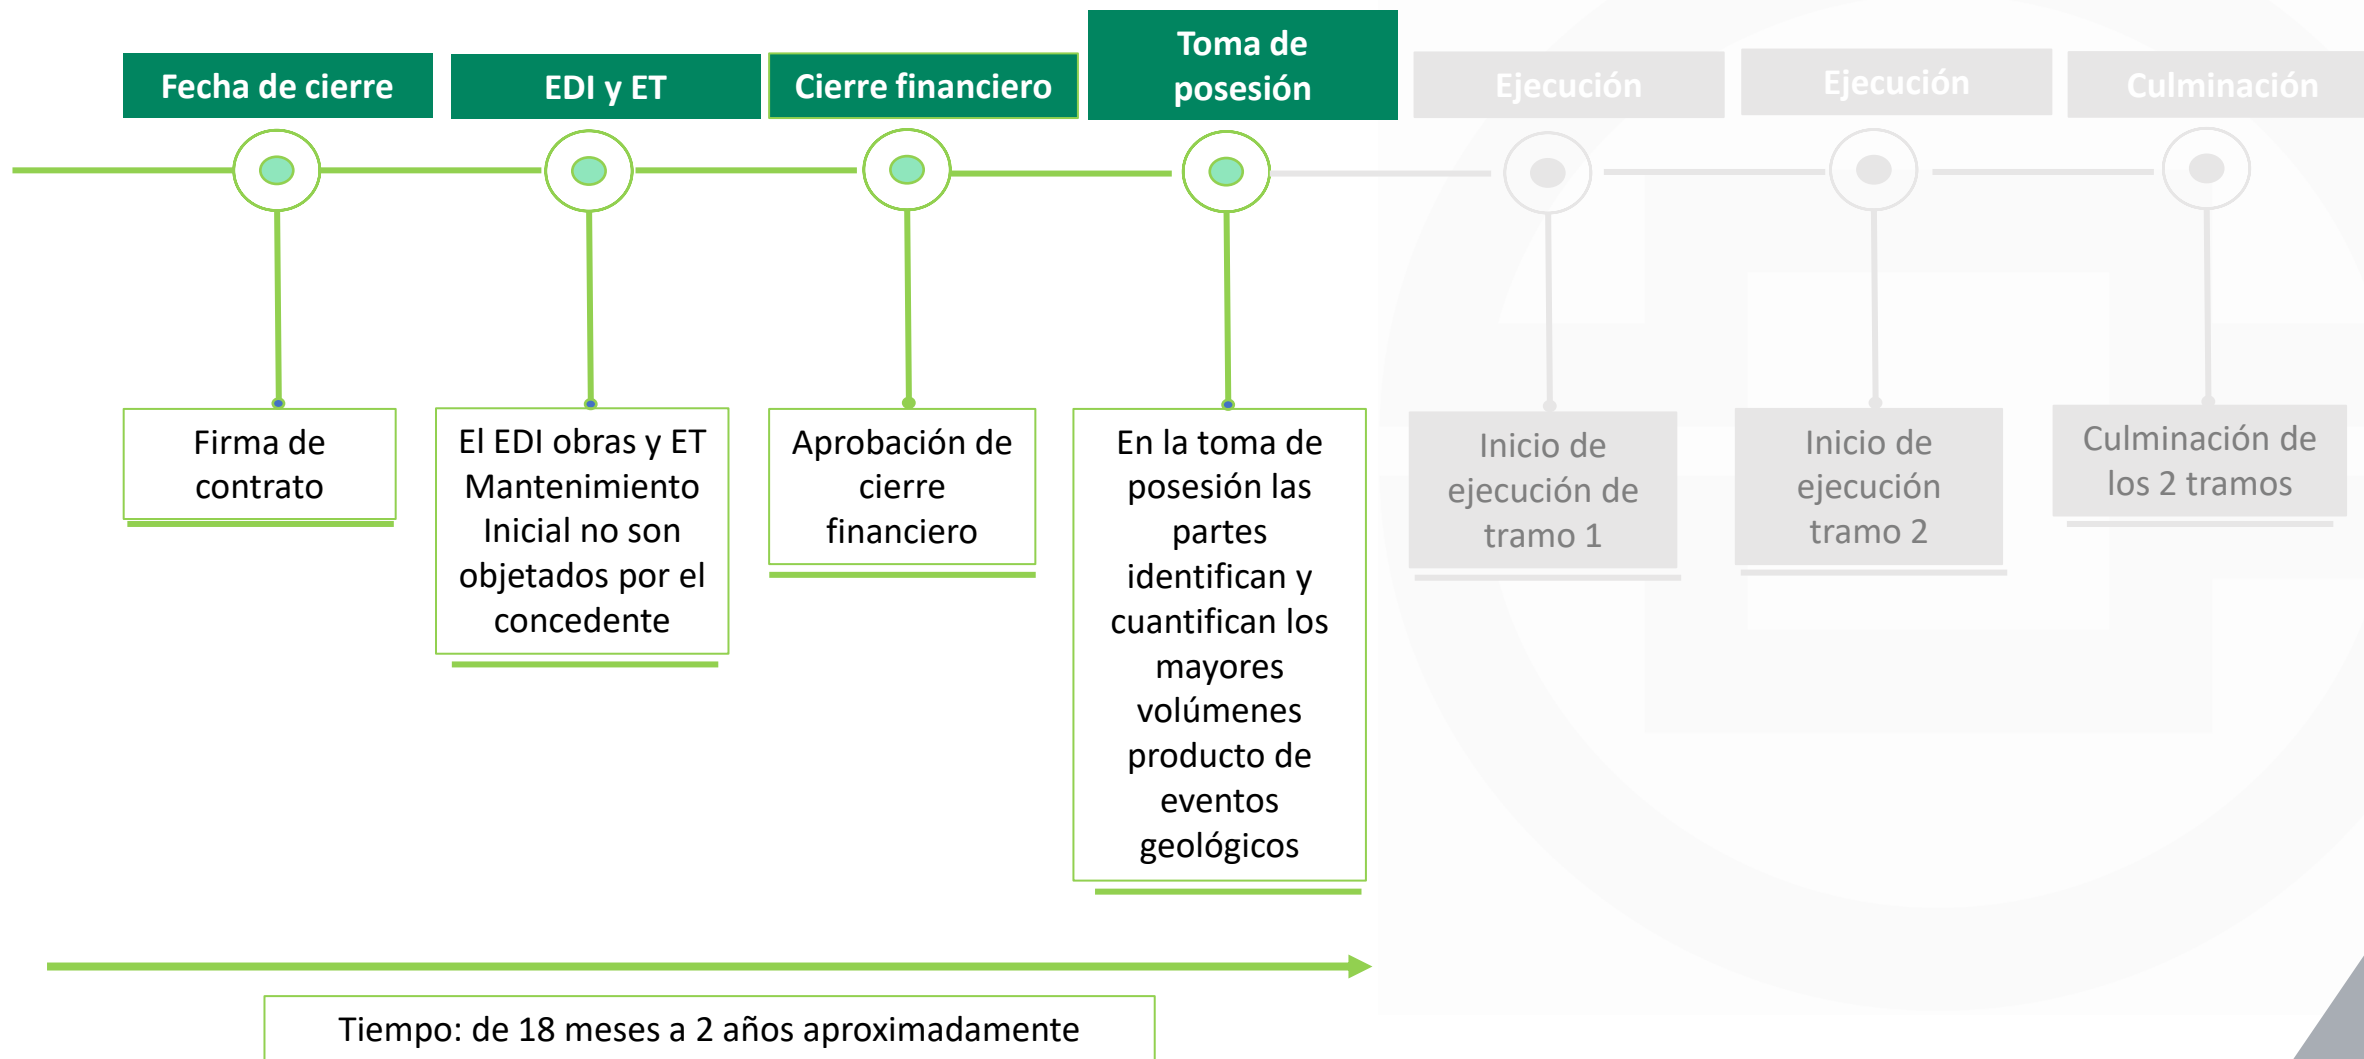 Fecha de cierre
EDI y ET
Cierre financiero
Toma de
posesión
Ejecución
Ejecución
Culminación
Firma de
contrato
El EDI obras y ET
Mantenimiento
Inicial no son
objetados por el
concedente
Aprobación de
cierre
financiero
En la toma de
posesión las
partes
identifican y
cuantifican los
mayores
volúmenes
producto de
eventos
geológicos
Inicio de
ejecución de
tramo 1
Inicio de
ejecución
tramo 2
Culminación de
los 2 tramos
Tiempo: de 18 meses a 2 años aproximadamente